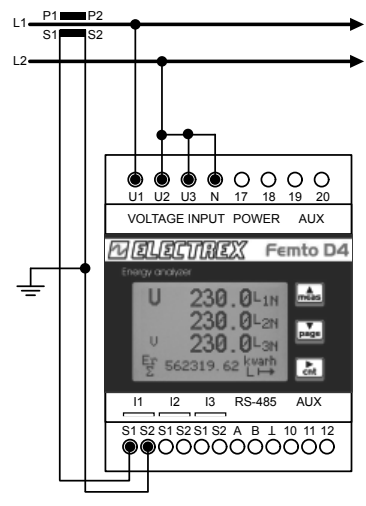 P1 P2
L1
S1 S2
L2
U1 U2 U3 N 17 18 19 20
VOLTAGE INPUT POWER AUX
ELECTREX Femto D4
Energy analyzer
U 230.0 L1N
meas
230.0 L2N
U 230.0 L3N
page
Er Σ 562319.62 kvarh L
cnt
I1 I2 I3 RS-485 AUX
S1 S2 S1 S2 S1 S2 A B ⊥ 10 11 12